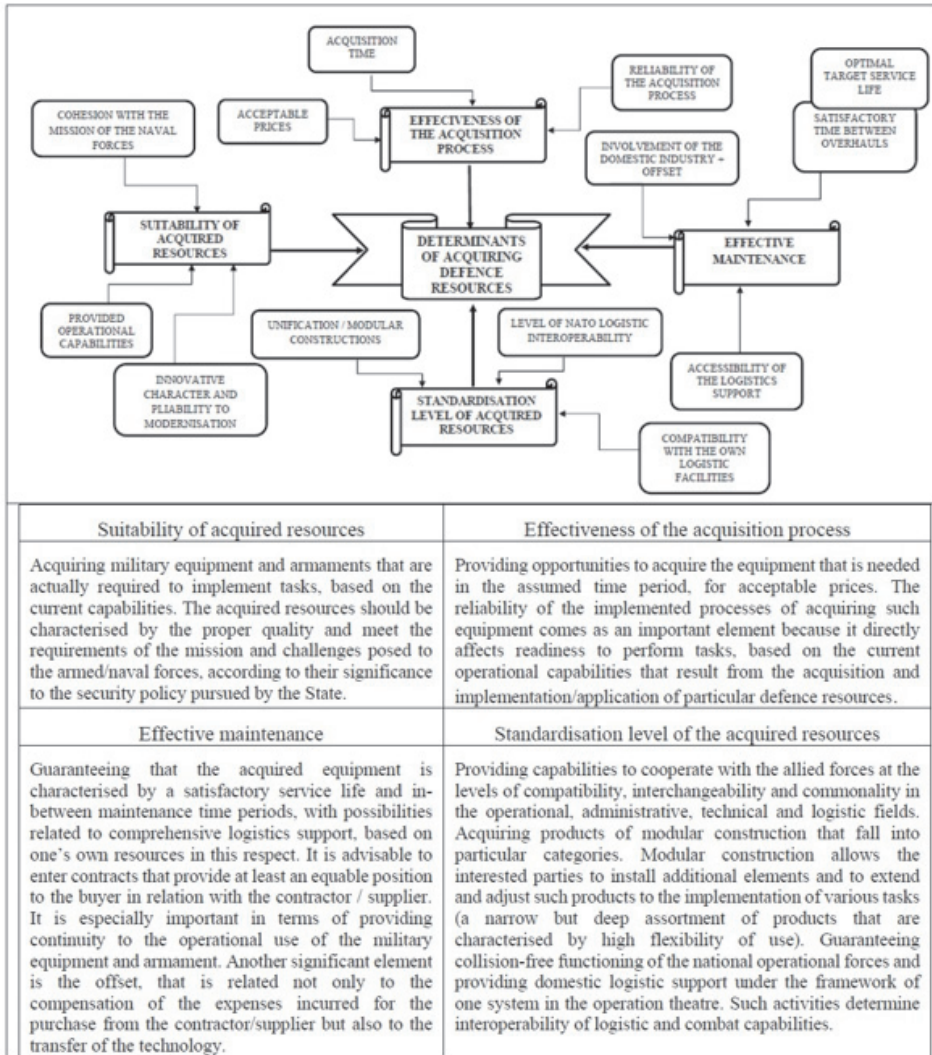 ACQUISITION
TIME
OPTIMAL
TARGET SERVICE
LIFE
RELIABILITY OF
THE ACQUISITION
PROCESS
COHESION WITH THE
MISSION OF THE NAVAL
FORCES
ACCEPTABLE
PRICES
EFFECTIVENESS OF
THE ACQUISITION
PROCESS
SATISFACTORY
TIME BETWEEN
OVERHAULS
INVOLVEMENT OF THE
DOMESTIC INDUSTRY +
OFFSET
SUITABILITY OF
ACQUIRED
RESOURCES
DETERMINANTS
OF ACQUIRING
DEFENCE
RESOURCES
EFFECTIVE
MAINTENANCE
PROVIDED
OPERATIONAL
CAPABILITIES
UNIFICATION / MODULAR
CONSTRUCTIONS
LEVEL OF NATO LOGISTIC
INTEROPERABILITY
INNOVATIVE
CHARACTER AND
PLIABILITY TO
MODERNISATION
STANDARDISATION
LEVEL OF ACQUIRED
RESOURCES
ACCESSIBILITY OF
THE LOGISTICS
SUPPORT
COMPATIBILITY
WITH THE OWN
LOGISTIC
FACILITIES
Suitability of acquired resources
Acquiring military equipment and armaments that are
actually required to implement tasks, based on the
current capabilities. The acquired resources should be
characterised by the proper quality and meet the
requirements of the mission and challenges posed to
the armed/naval forces, according to their significance
to the security policy pursued by the State.
Effectiveness of the acquisition process
Providing opportunities to acquire the equipment that is needed
in the assumed time period, for acceptable prices. The
reliability of the implemented processes of acquiring such
equipment comes as an important element because it directly
affects readiness to perform tasks, based on the current
operational capabilities that result from the acquisition and
implementation/application of particular defence resources.
Effective maintenance
Guaranteeing that the acquired equipment is
characterised by a satisfactory service life and in-
between maintenance time periods, with possibilities
related to comprehensive logistics support, based on
one's own resources in this respect. It is advisable to
enter contracts that provide at least an equable position
to the buyer in relation with the contractor / supplier.
It is especially important in terms of providing
continuity to the operational use of the military
equipment and armament. Another significant element
is the offset, that is related not only to the
compensation of the expenses incurred for the
purchase from the contractor/supplier but also to the
transfer of the technology.
Standardisation level of the acquired resources
Providing capabilities to cooperate with the allied forces at the
levels of compatibility, interchangeability and commonality in
the operational, administrative, technical and logistic fields.
Acquiring products of modular construction that fall into
particular categories. Modular construction allows the
interested parties to install additional elements and to extend
and adjust such products to the implementation of various tasks
(a narrow but deep assortment of products that are
characterised by high flexibility of use). Guaranteeing
collision-free functioning of the national operational forces and
providing domestic logistic support under the framework of
one system in the operation theatre. Such activities determine
interoperability of logistic and combat capabilities.